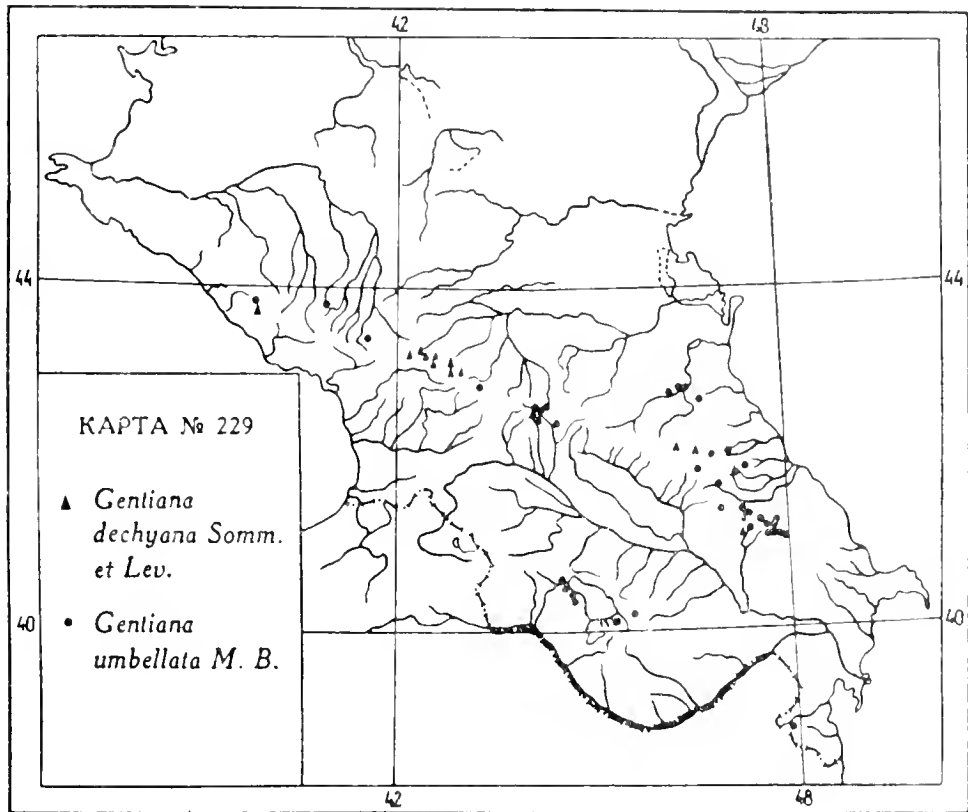 42 48
44 44
КАРТА № 229
Gentiana
dechyana Somm.
et Lev.
Gentiana
umbellata M. B.
40 40
42 48